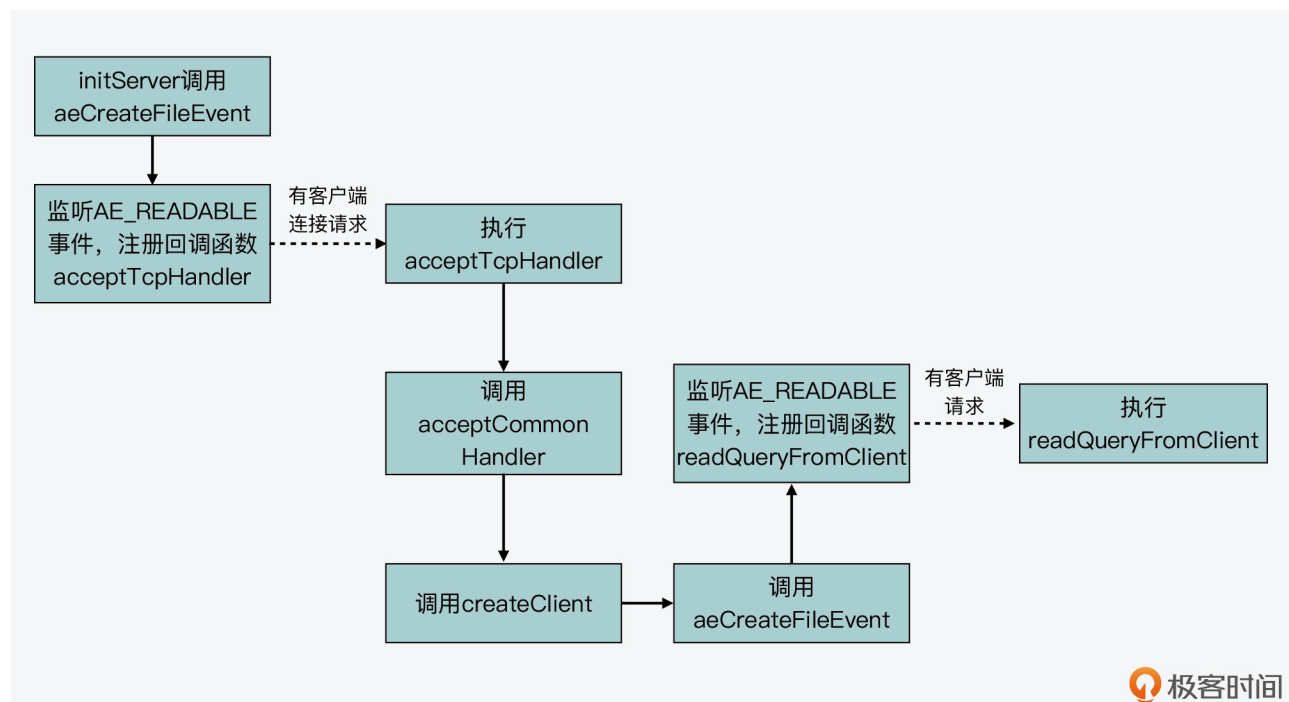 initServer调用
aeCreateFileEvent
监听AE_READABLE
事件，注册回调函数
acceptTcpHandler
有客户端
连接请求
执行
acceptTcpHandler
调用
acceptCommon
Handler
调用createClient
调用
aeCreateFileEvent
监听AE_READABLE
事件，注册回调函数
readQueryFromClient
有客户端
请求
执行
readQueryFromClient
极客时间